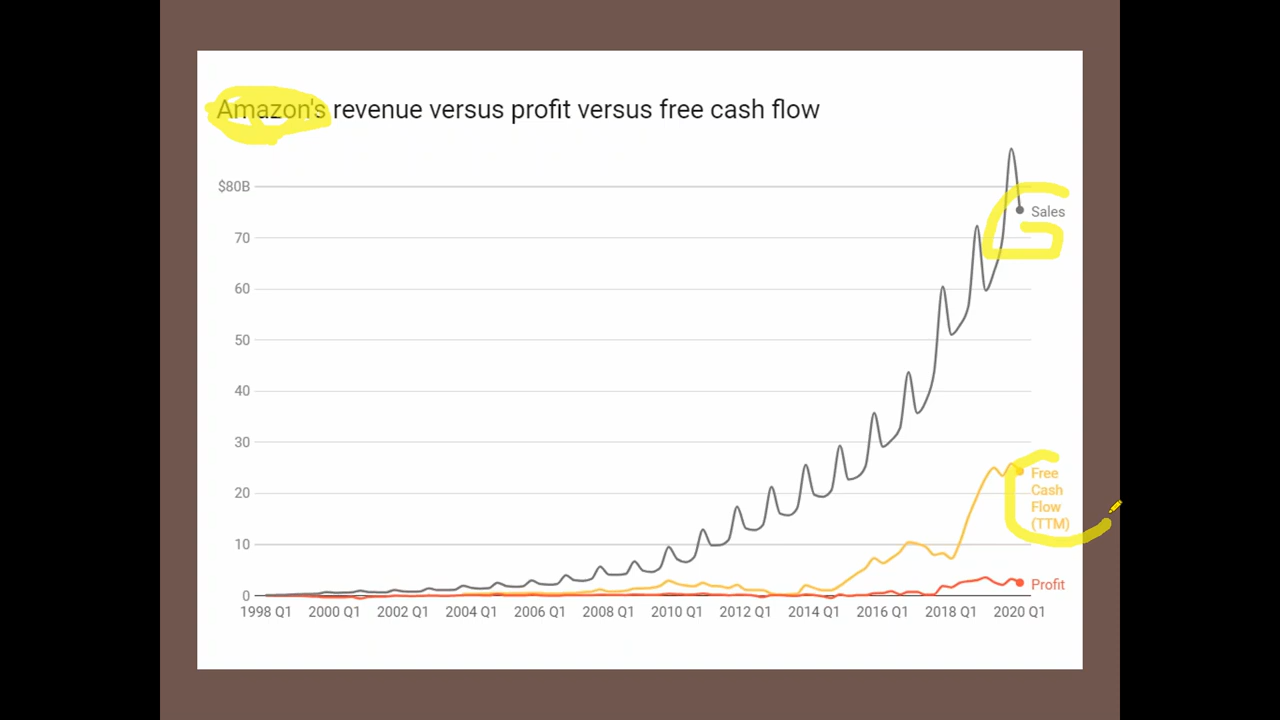 Amazon's revenue versus profit versus free cash flow
$80B
70
60
50
40
30
20
10
0
Sales
Free
Cash
Flow
(TTM)
Profit
1998 Q1 2000 Q1 2002 Q1 2004 Q1 2006 Q1 2008 Q1 2010 Q1 2012 Q1 2014 Q1 2016 Q1 2018 Q1 2020 Q1